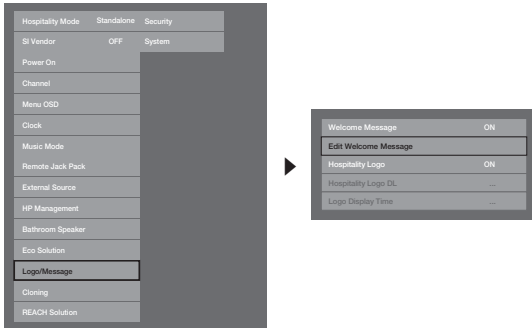 Hospitality Mode Standalone Security
SI Vendor OFF System
Power On
Channel
Menu OSD
Clock
Music Mode
Remote Jack Pack
External Source
HP Management
Bathroom Speaker
Eco Solution
Logo/Message
Cloning
REACH Solution
Welcome Message ON
Edit Welcome Message
Hospitality Logo ON
Hospitality Logo DL ...
Logo Display Time ...